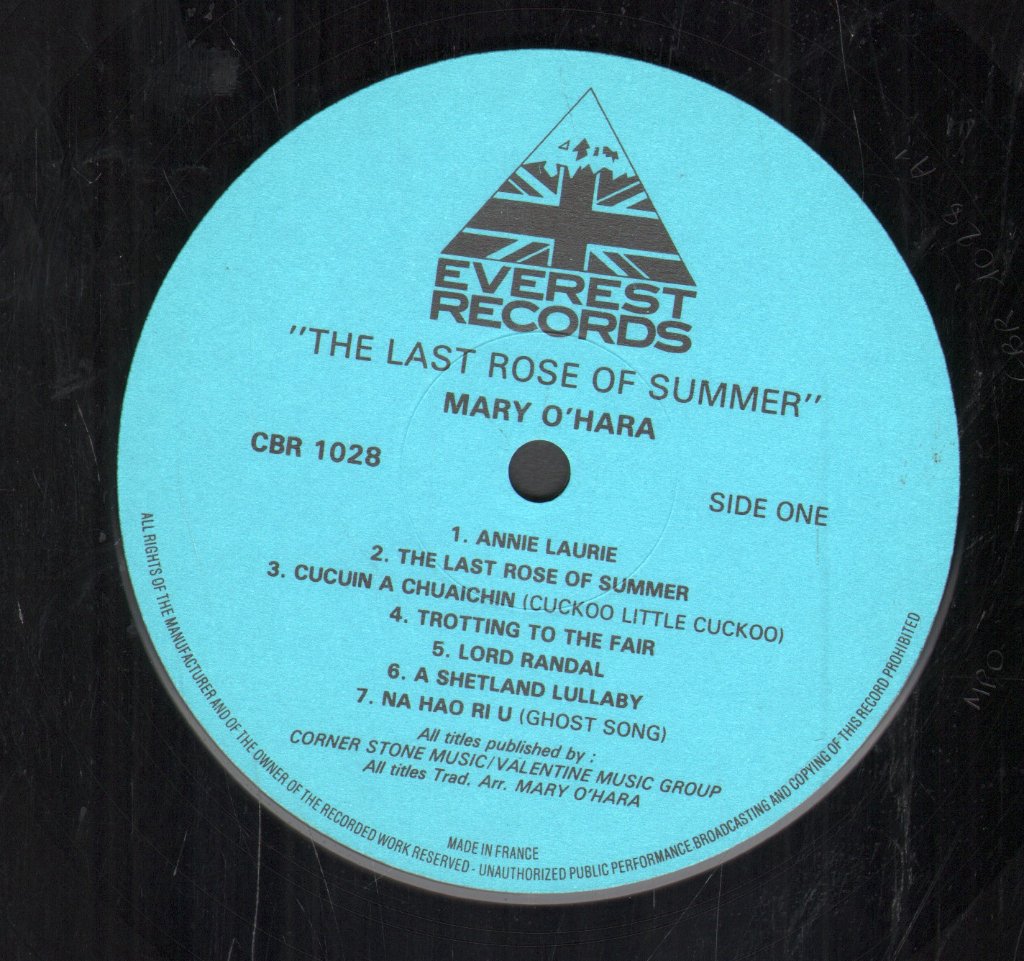 EVEREST
RECORDS
"THE LAST ROSE OF SUMMER"
MARY O'HARA
CBR 1028
SIDE ONE
1. ANNIE LAURIE
2. THE LAST ROSE OF SUMMER
3. CUCUIN A CHUAICHIN (CUCKOO LITTLE CUCKOO)
4. TROTTING TO THE FAIR
5. LORD RANDAL
6. A SHETLAND LULLABY
7. NA HAO RI U (GHOST SONG)
All titles published by :
CORNER STONE MUSIC/VALENTINE MUSIC GROUP
All titles Trad. Arr. MARY O'HARA
MADE IN FRANCE
ALL RIGHTS OF THE MANUFACTURER AND OF THE OWNER OF THE RECORDED WORK RESERVED - UNAUTHORIZED PUBLIC PERFORMANCE BROADCASTING AND COPYING OF THIS RECORD PROHIBITED
MPO